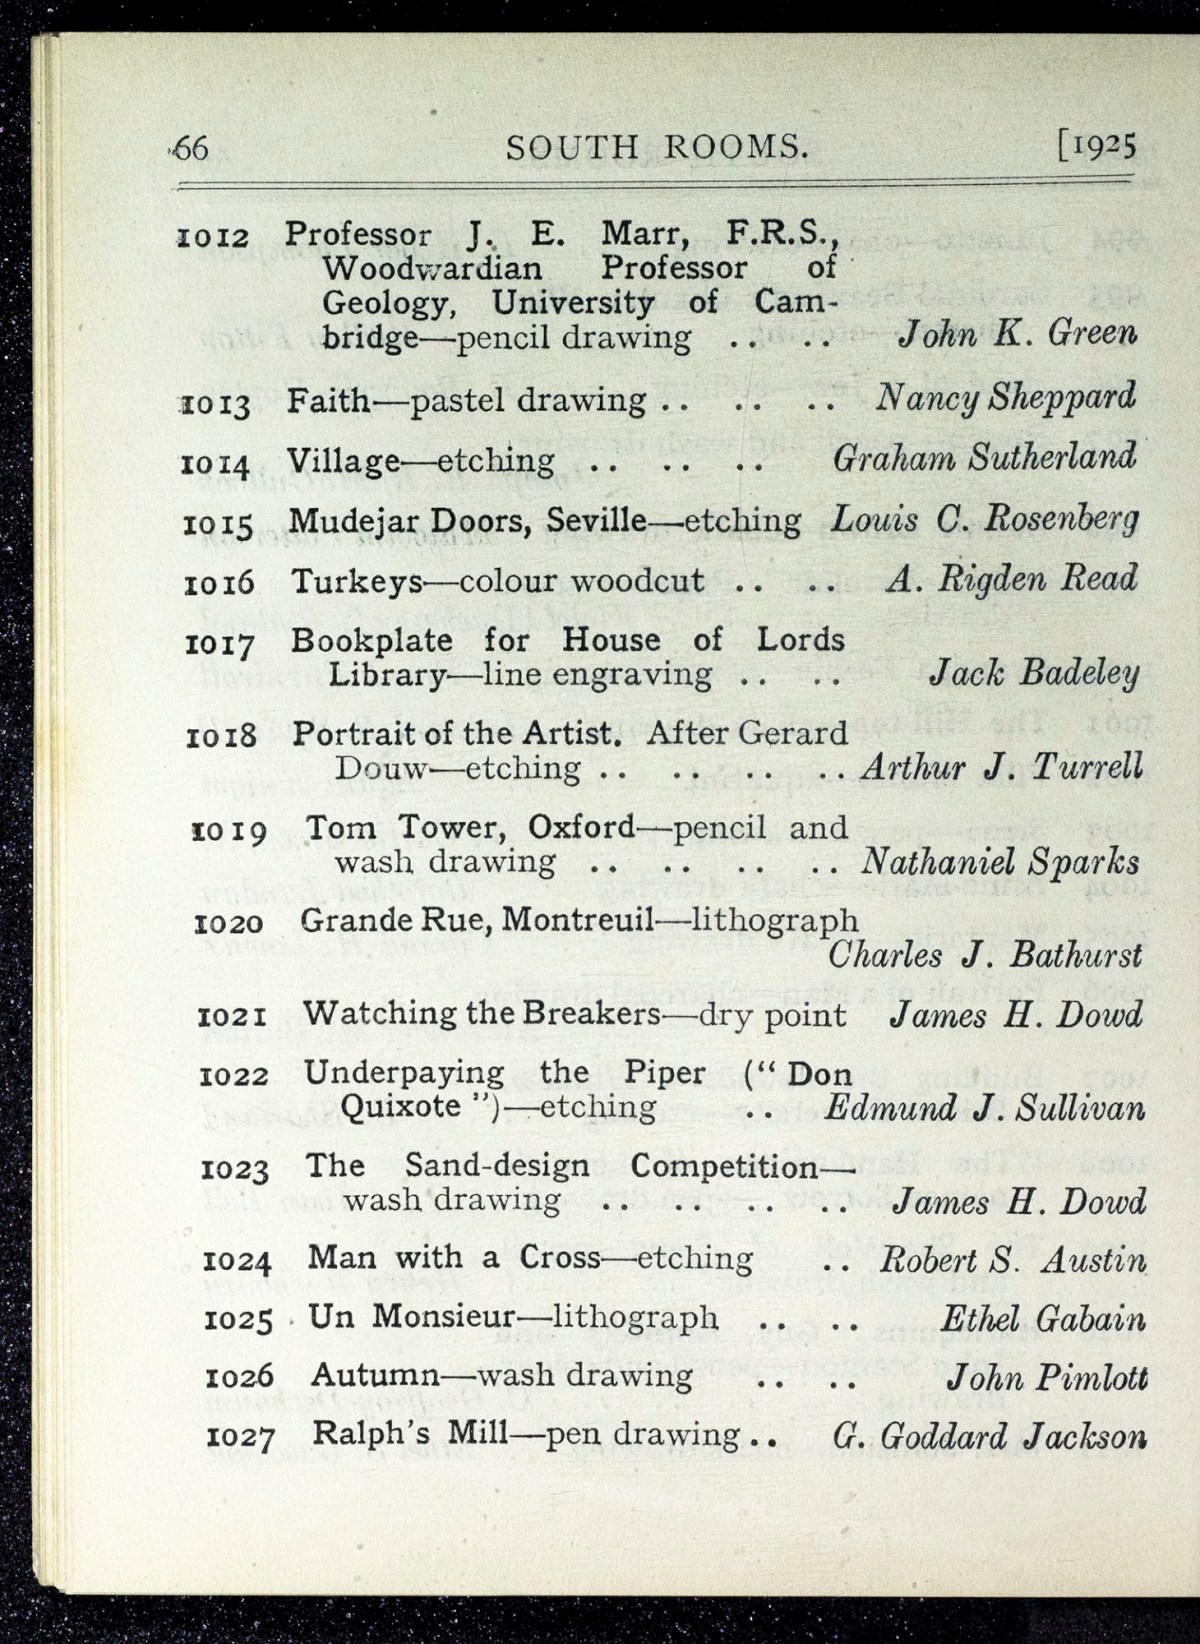 66 SOUTH ROOMS. [1925
1012 Professor J. E. Marr, F.R.S.,
Woodwardian Professor of
Geology, University of Cam-
bridge—pencil drawing .. .. John K. Green
1013 Faith—pastel drawing .. .. .. Nancy Sheppard
1014 Village—etching .. .. .. Graham Sutherland
1015 Mudejar Doors, Seville—etching Louis C. Rosenberg
1016 Turkeys—colour woodcut .. .. A. Rigden Read
1017 Bookplate for House of Lords
Library—line engraving .. .. Jack Badeley
1018 Portrait of the Artist. After Gerard
Douw—etching .. .. .. .. Arthur J. Turrell
1019 Tom Tower, Oxford—pencil and
wash drawing .. .. .. .. Nathaniel Sparks
1020 Grande Rue, Montreuil—lithograph
Charles J. Bathurst
1021 Watching the Breakers—dry point James H. Dowd
1022 Underpaying the Piper (“ Don
Quixote ”)—etching .. Edmund J. Sullivan
1023 The Sand-design Competition—
wash drawing .. .. .. .. James H. Dowd
1024 Man with a Cross—etching .. Robert S. Austin
1025 Un Monsieur—lithograph .. .. Ethel Gabain
1026 Autumn—wash drawing .. .. John Pimlott
1027 Ralph's Mill—pen drawing .. G. Goddard Jackson